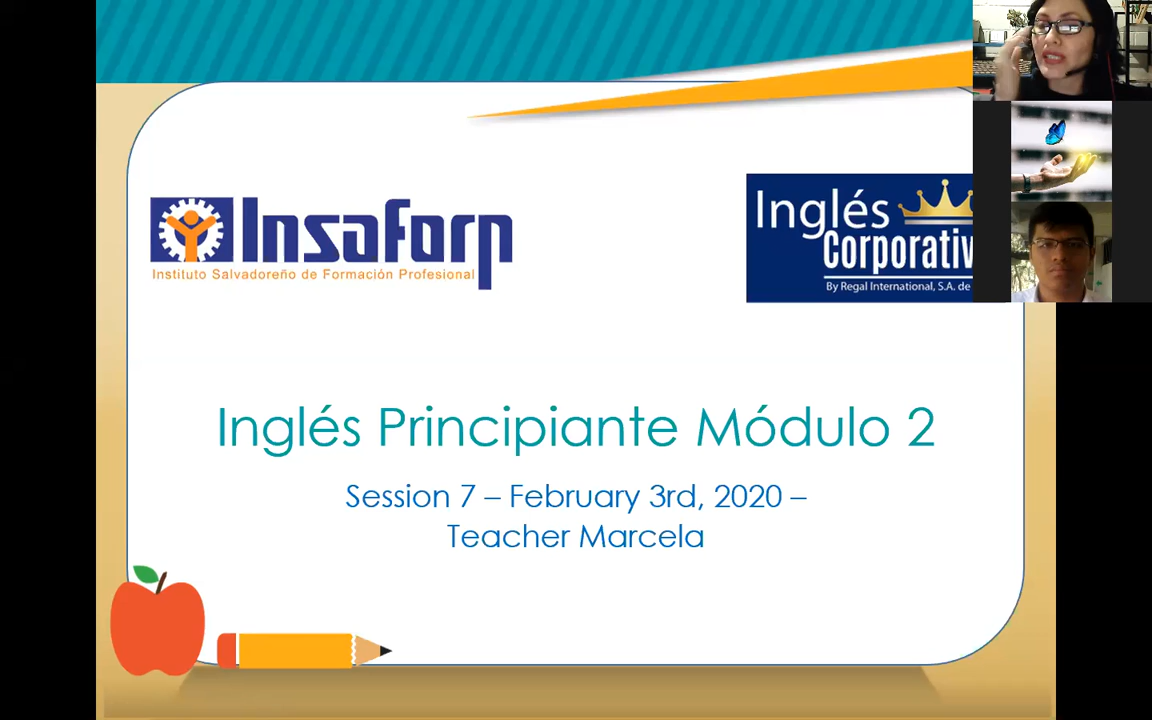 Insaforp
Instituto Salvadoreño de Formación Profesional
Inglés
Corporativ
By Regal International, S.A. de
Inglés Principiante Módulo 2
Session 7 – February 3rd, 2020 –
Teacher Marcela